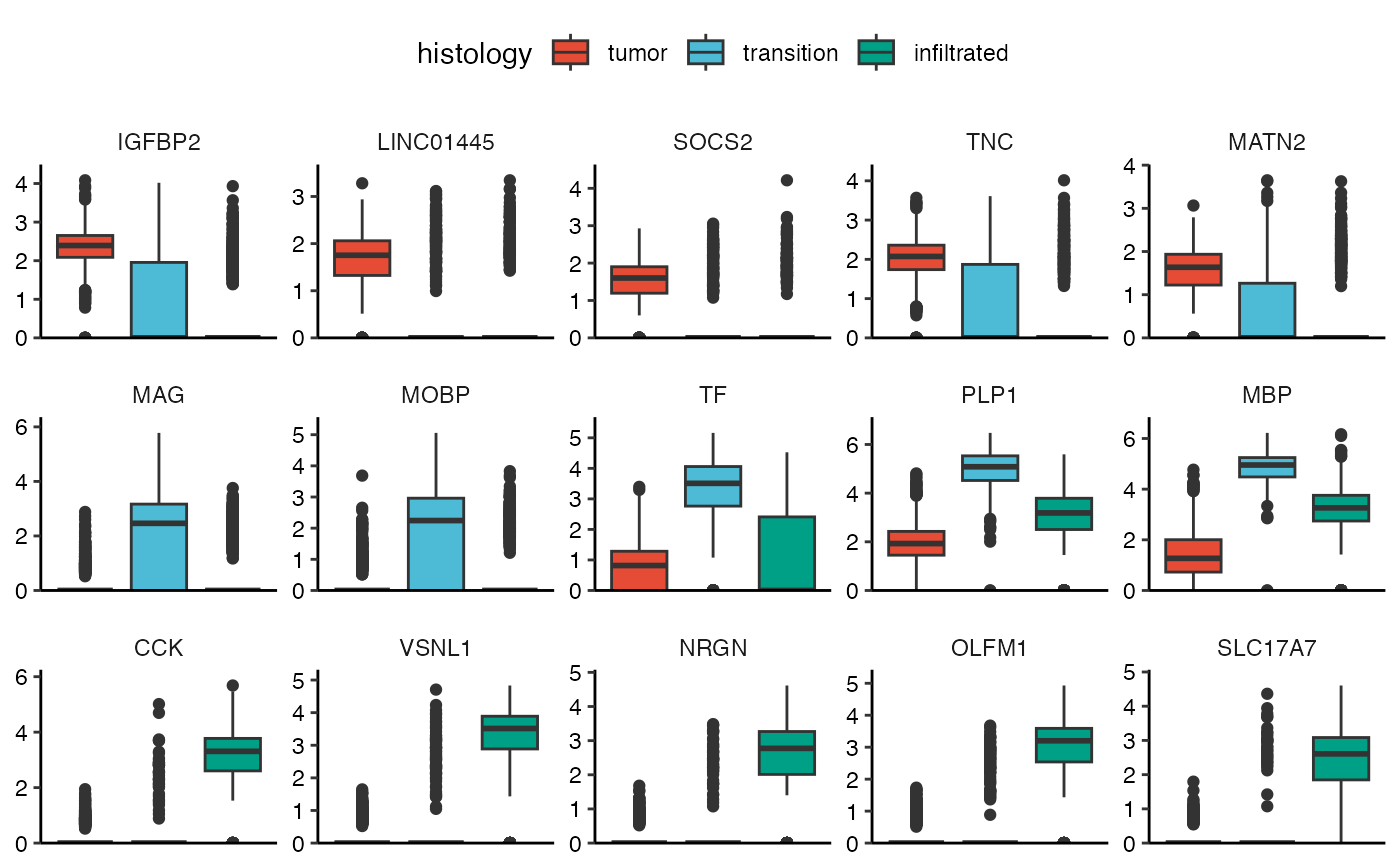 histology tumor transition infiltrated
IGFBP2 LINC01445 SOCS2 TNC MATN2
4 3 2 1 0
3 2 1 0
4 3 2 1 0
4 3 2 1 0
4 3 2 1 0
MAG MOBP TF PLP1 MBP
6 4 2 0
5 4 3 2 1 0
5 4 3 2 1 0
6 4 2 0
6 4 2 0
CCK VSNL1 NRGN OLFM1 SLC17A7
6 4 2 0
5 4 3 2 1 0
5 4 3 2 1 0
5 4 3 2 1 0
5 4 3 2 1 0